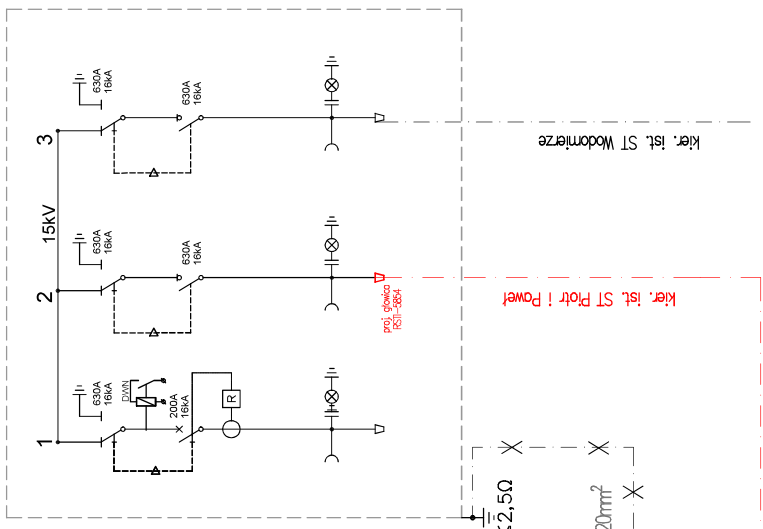 630A
16kA
630A
16kA
3
kier. ist. ST Wodomierze
15kV
630A
16kA
630A
16kA
2
proj. głowica
RSTI-5854
kier. ist. ST Piotr i Paweł
630A
16kA
DWN
200A
16kA
R
1
2,5Ω
20mm²